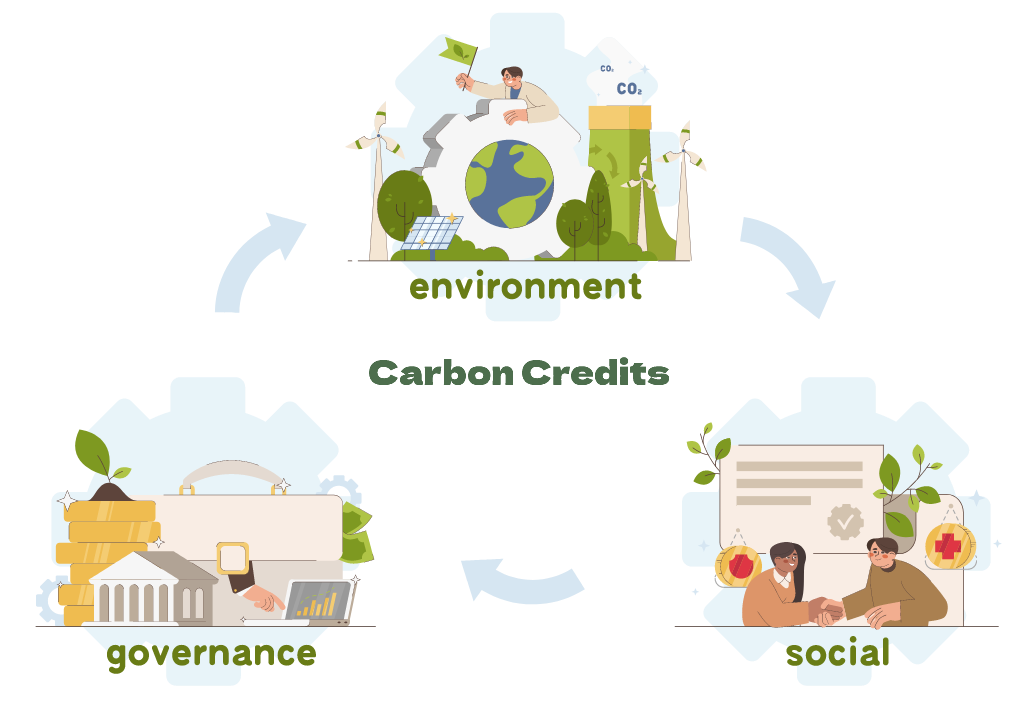 CO₂
CO₂
environment
Carbon Credits
governance
social